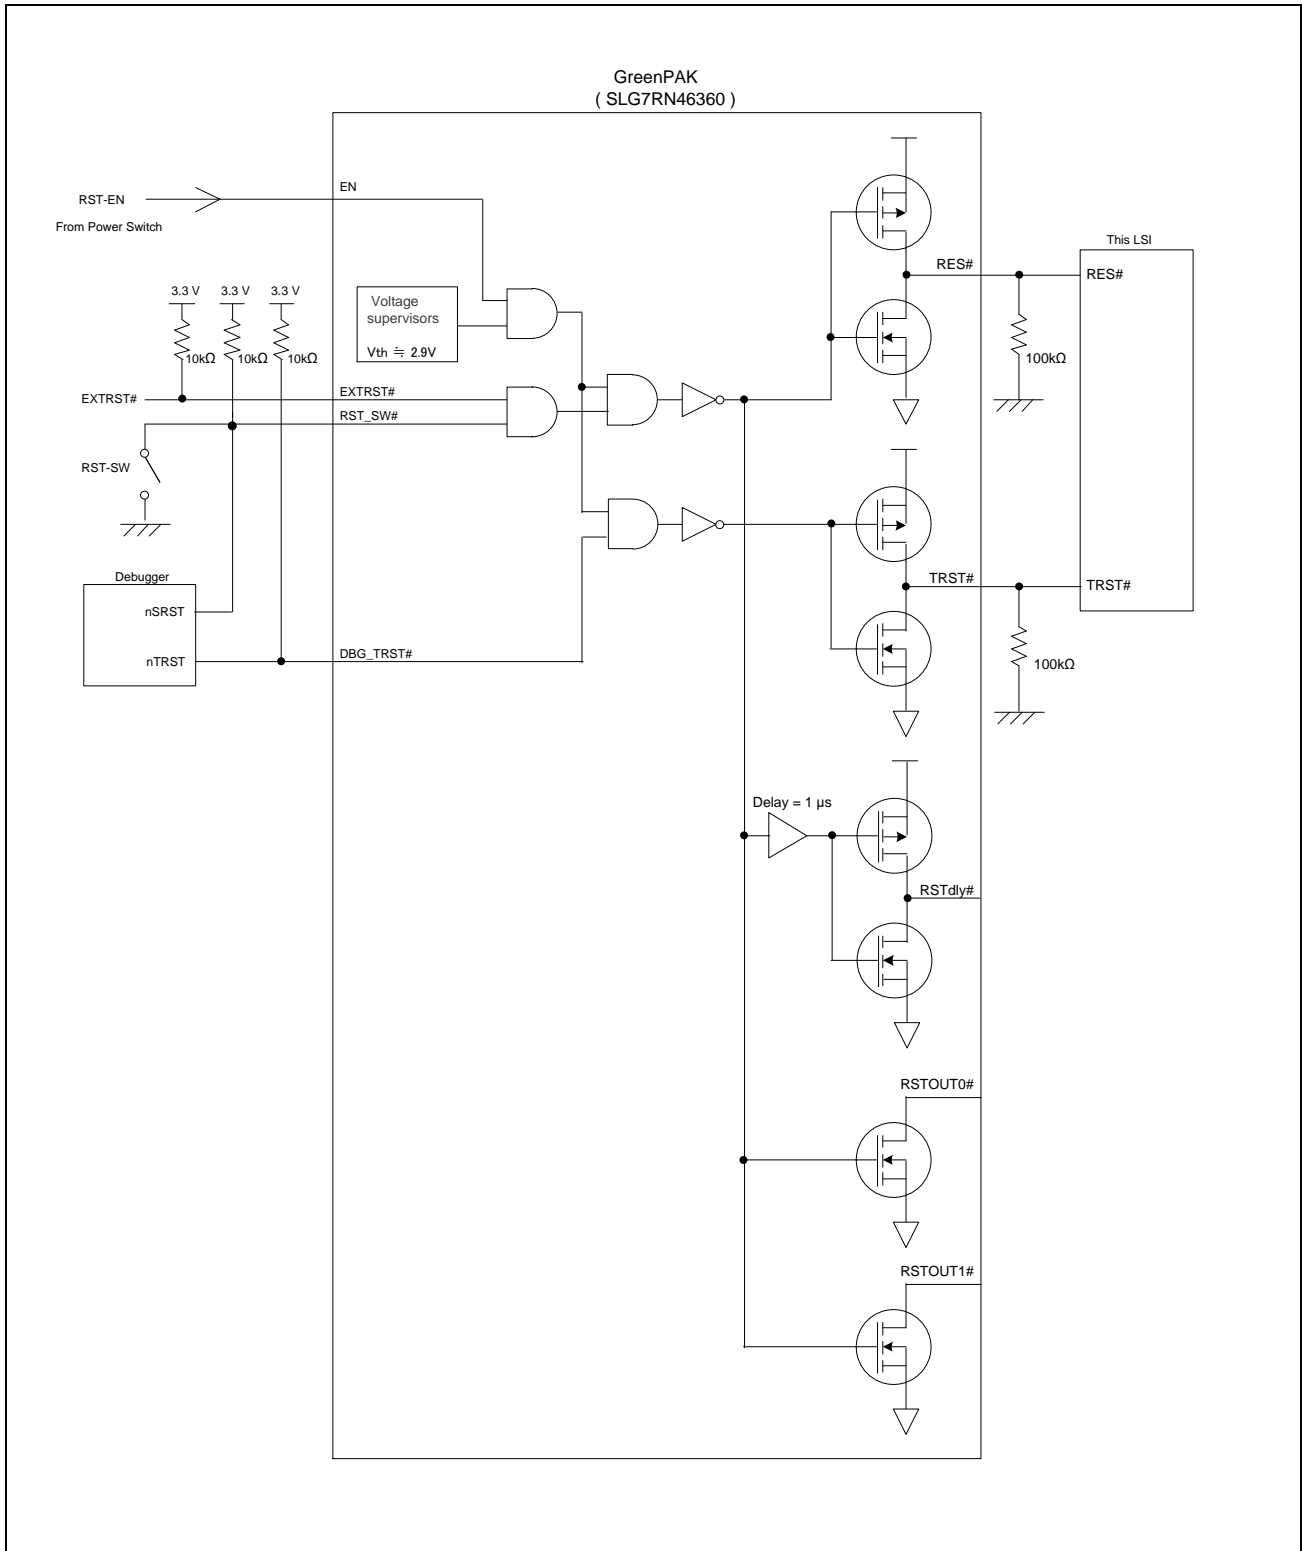 GreenPAK
( SLG7RN46360 )
RST-EN
From Power Switch
EN
This LSI
RES#
RES#
3.3 V
3.3 V
3.3 V
Voltage
supervisors
Vth ≒ 2.9V
10kΩ
10kΩ
10kΩ
100kΩ
EXTRST#
EXTRST#
RST_SW#
RST-SW
Debugger
nSRST
nTRST
DBG_TRST#
TRST#
TRST#
100kΩ
Delay = 1 µs
RSTdly#
RSTOUT0#
RSTOUT1#